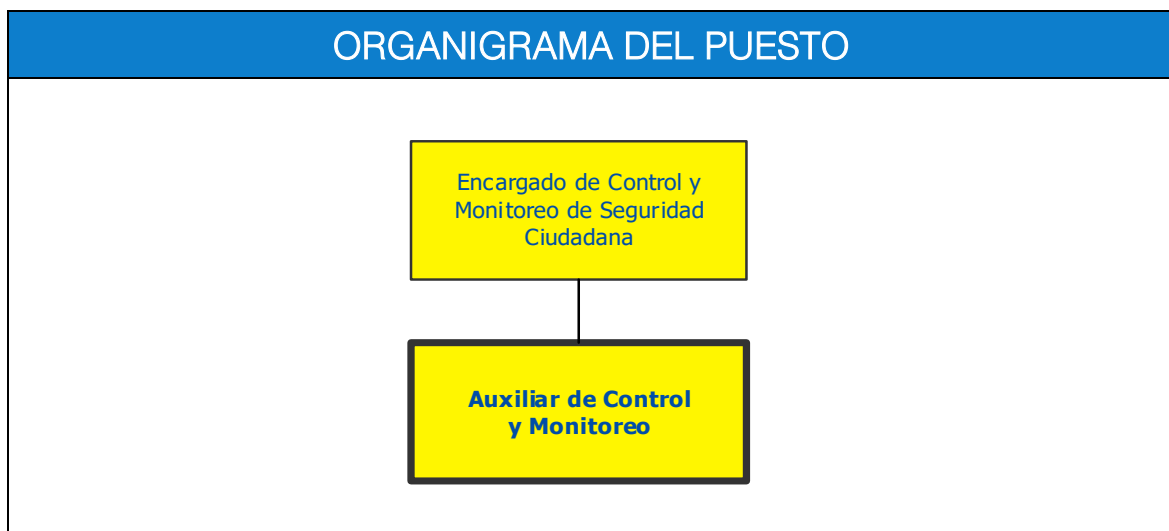 ORGANIGRAMA DEL PUESTO
Encargado de Control y
Monitoreo de Seguridad
Ciudadana
Auxiliar de Control
y Monitoreo